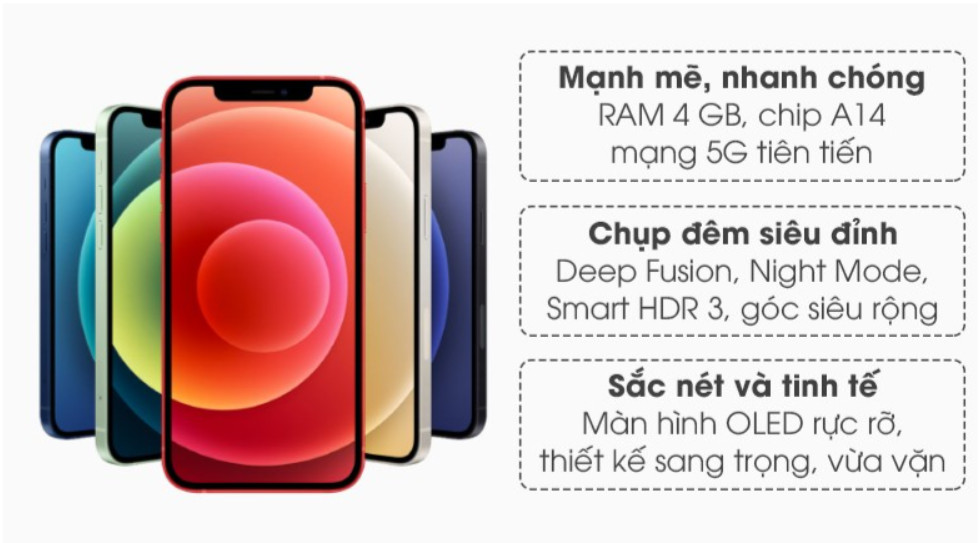 Mạnh mẽ, nhanh chóng
RAM 4 GB, chip A14
mạng 5G tiên tiến
Chụp đêm siêu đỉnh
Deep Fusion, Night Mode,
Smart HDR 3, góc siêu rộng
Sắc nét và tinh tế
Màn hình OLED rực rỡ,
thiết kế sang trọng, vừa vặn